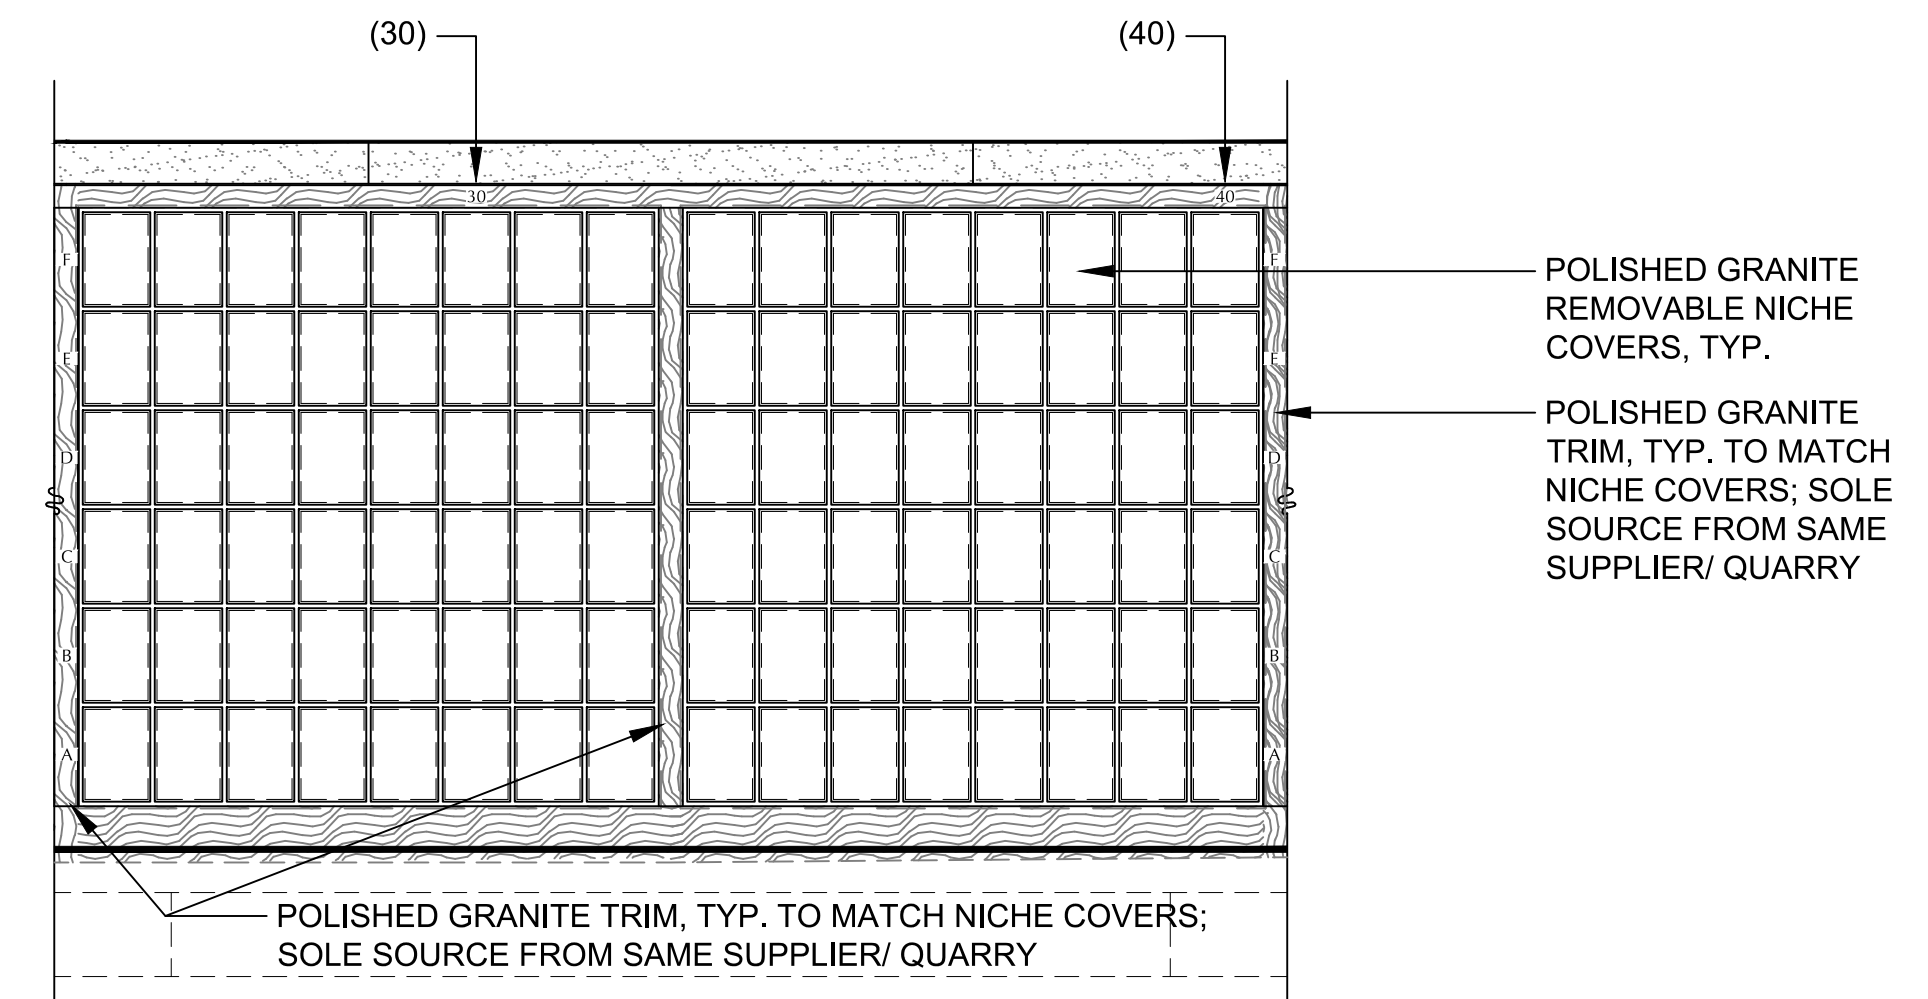 (30)
(40)
30
40
F
F
E
E
D
D
C
C
B
B
A
A
POLISHED GRANITE
REMOVABLE NICHE
COVERS, TYP.
POLISHED GRANITE
TRIM, TYP. TO MATCH
NICHE COVERS; SOLE
SOURCE FROM SAME
SUPPLIER/ QUARRY
POLISHED GRANITE TRIM, TYP. TO MATCH NICHE COVERS;
SOLE SOURCE FROM SAME SUPPLIER/ QUARRY